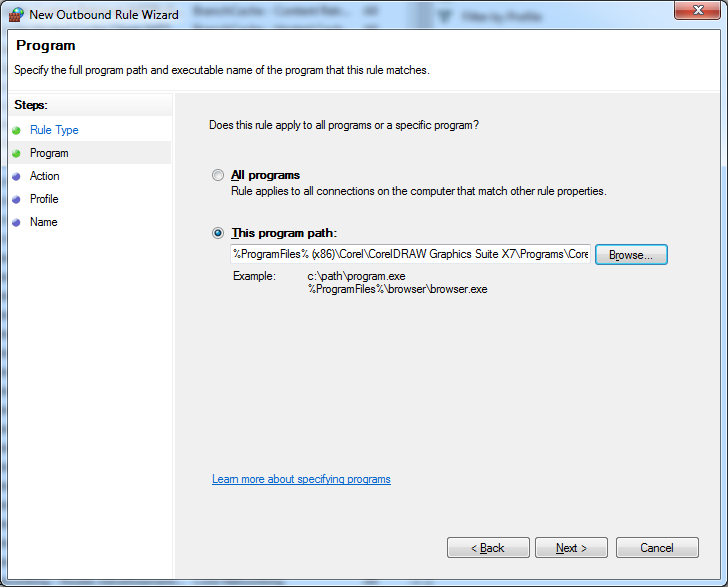 New Outbound Rule Wizard
Program
Specify the full program path and executable name of the program that this rule matches.
Steps:
Rule Type
Program
Action
Profile
Name
Does this rule apply to all programs or a specific program?
All programs
Rule applies to all connections on the computer that match other rule properties.
This program path:
%ProgramFiles% (x86)\Corel\CorelDRAW Graphics Suite X7\Programs\Core
Browse...
Example: c:\path\program.exe
%ProgramFiles%\browser\browser.exe
Learn more about specifying programs
< Back Next > Cancel